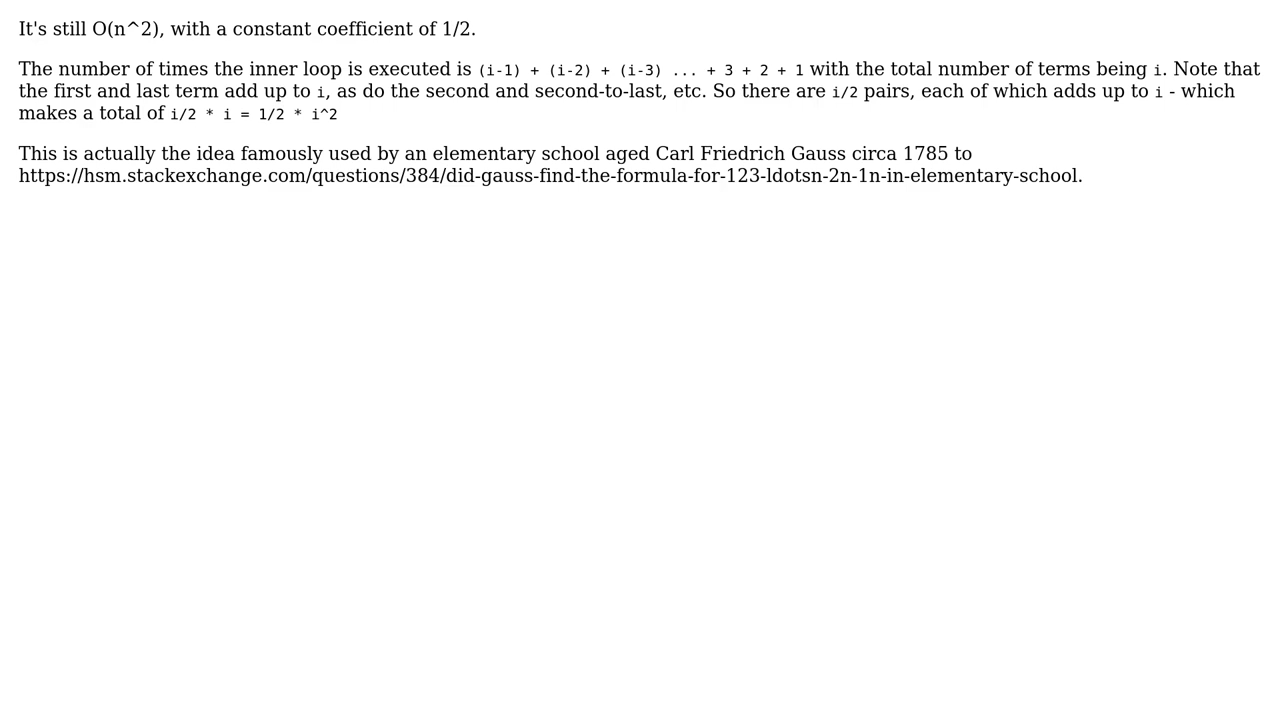 It's still O(n^2), with a constant coefficient of 1/2.
The number of times the inner loop is executed is (i-1) + (i-2) + (i-3) ... + 3 + 2 + 1 with the total number of terms being i. Note that
the first and last term add up to i, as do the second and second-to-last, etc. So there are i/2 pairs, each of which adds up to i - which
makes a total of i/2 * i = 1/2 * i^2
This is actually the idea famously used by an elementary school aged Carl Friedrich Gauss circa 1785 to
https://hsm.stackexchange.com/questions/384/did-gauss-find-the-formula-for-123-ldotsn-2n-1n-in-elementary-school.